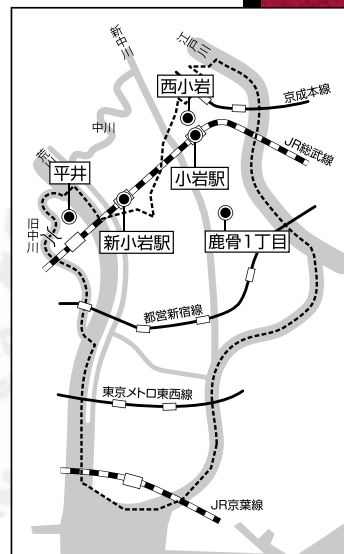 新中川
江戸川
西小岩
京成本線
中川
JR総武線
荒川
平井
小岩駅
旧中川
新小岩駅
鹿骨1丁目
都営新宿線
東京メトロ東西線
JR京葉線